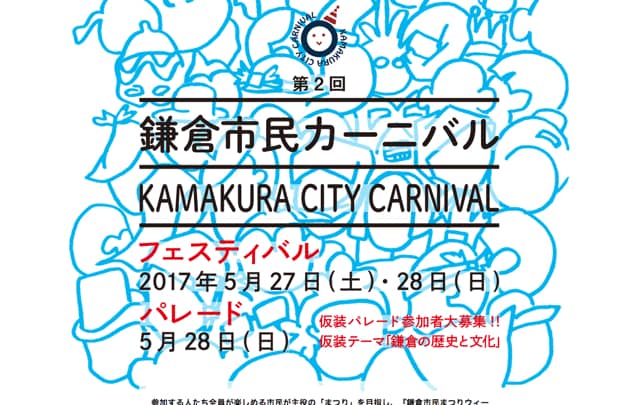 KAMAKURA CITY CARNIVAL
第2回
鎌倉市民カーニバル
KAMAKURA CITY CARNIVAL
フェスティバル
2017年5月27日(土)・28日(日)
パレード
5月28日(日)
仮装パレード参加者大募集!!
仮装テーマ「鎌倉の歴史と文化」
参加する人たち全員が楽しめる市民が主役の「まつり」を目指し、「鎌倉市民まつりウィー